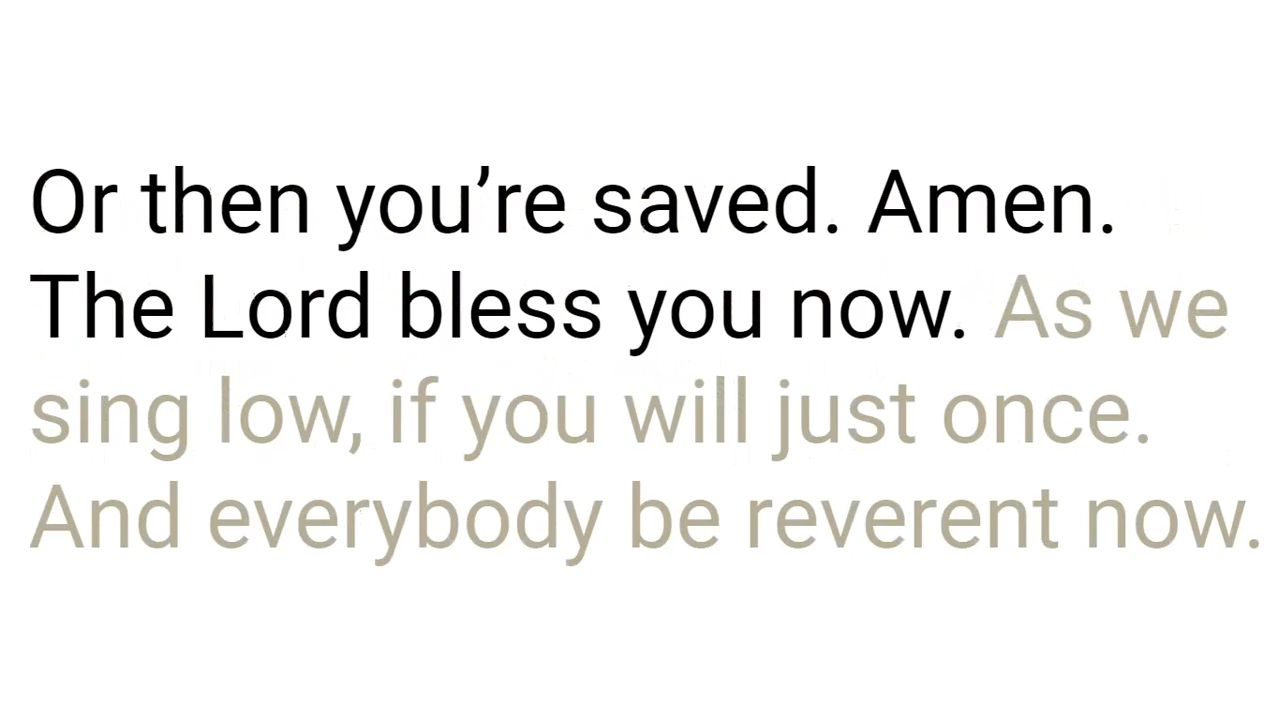 Or then you’re saved. Amen.
The Lord bless you now. As we
sing low, if you will just once.
And everybody be reverent now.